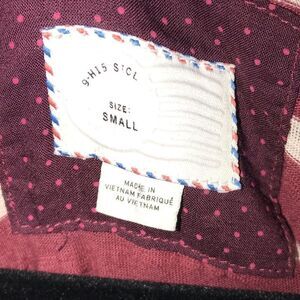 9-H15 STCL
SIZE:
SMALL
MADE IN
VIETNAM FABRIQUÉ
AU VIETNAM